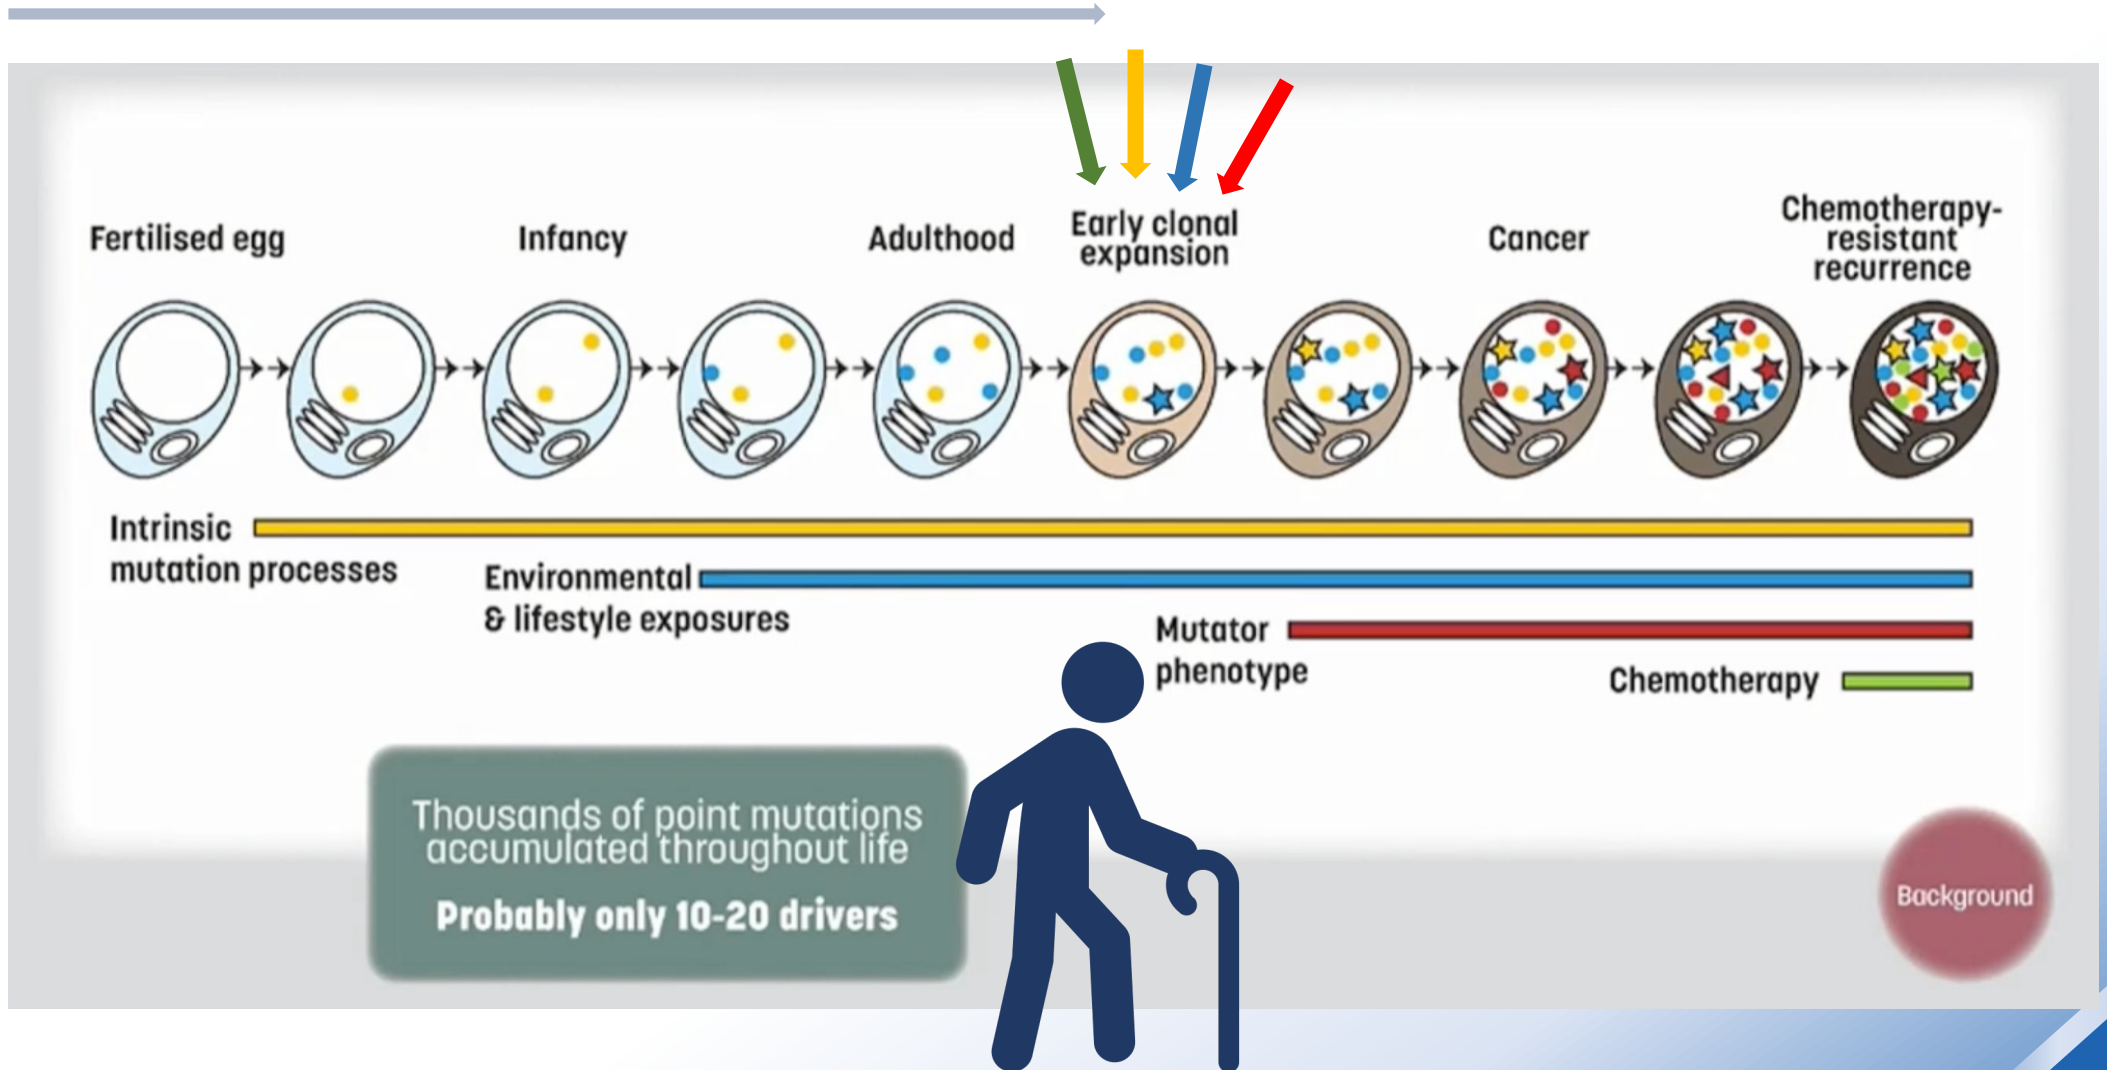 Fertilised egg
Infancy
Adulthood
Early clonal
expansion
Cancer
Chemotherapy-
resistant
recurrence
Intrinsic
mutation processes
Environmental
& lifestyle exposures
Mutator
phenotype
Chemotherapy
Thousands of point mutations
accumulated throughout life
Probably only 10-20 drivers
Background